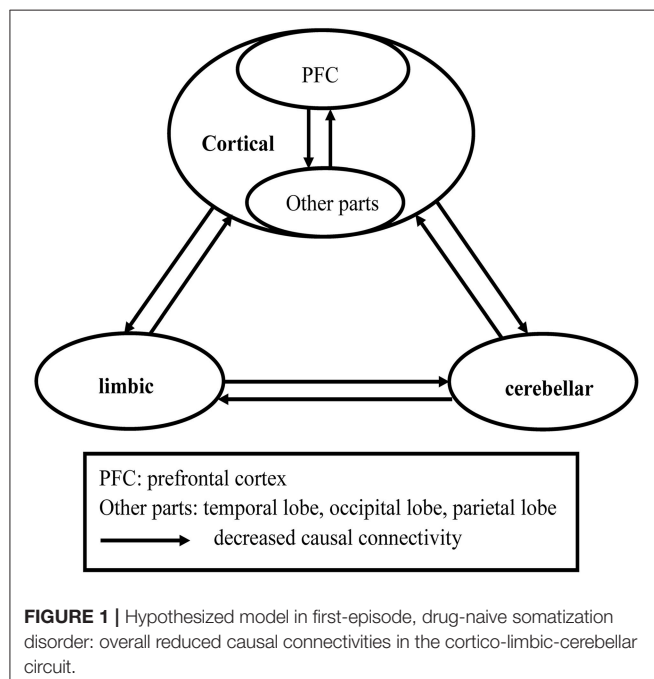 PFC
Cortical
Other parts
limbic
cerebellar
PFC: prefrontal cortex
Other parts: temporal lobe, occipital lobe, parietal lobe
decreased causal connectivity
FIGURE 1 | Hypothesized model in first-episode, drug-naive somatization
disorder: overall reduced causal connectivities in the cortico-limbic-cerebellar
circuit.